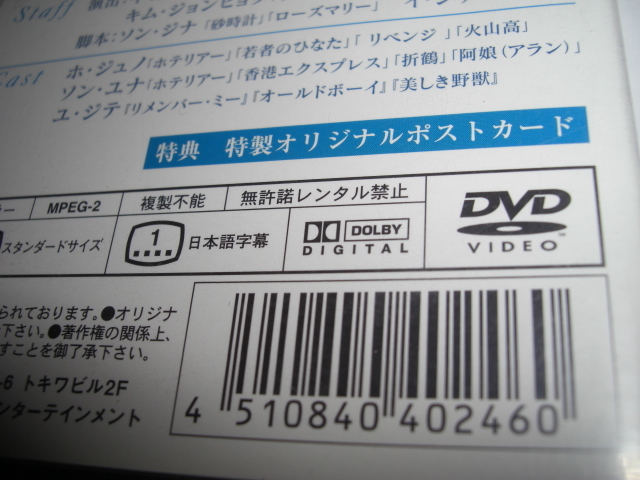 Staff
脚本：ソン・ジナ「砂時計」「ローズマリー」
Cast
ホ・ジュノ「ホテリアー」「若者のひなた」「リベンジ」「火山高」
ソン・ユナ「ホテリアー」「香港エクスプレス」「折鶴」「阿娘（アラン）」
ユ・ジテ『リメンバー・ミー』『オールドボーイ』『美しき野獣』
特典 特製オリジナルポストカード
MPEG-2 複製不能 無許諾レンタル禁止
スタンダードサイズ 1 日本語字幕 DOLBY DIGITAL DVD VIDEO
られております。●オリジナ
下さい。●著作権の関係上、
すことを御了承下さい。
-6 トキワビル2F
ンターテインメント
4 510840 402460